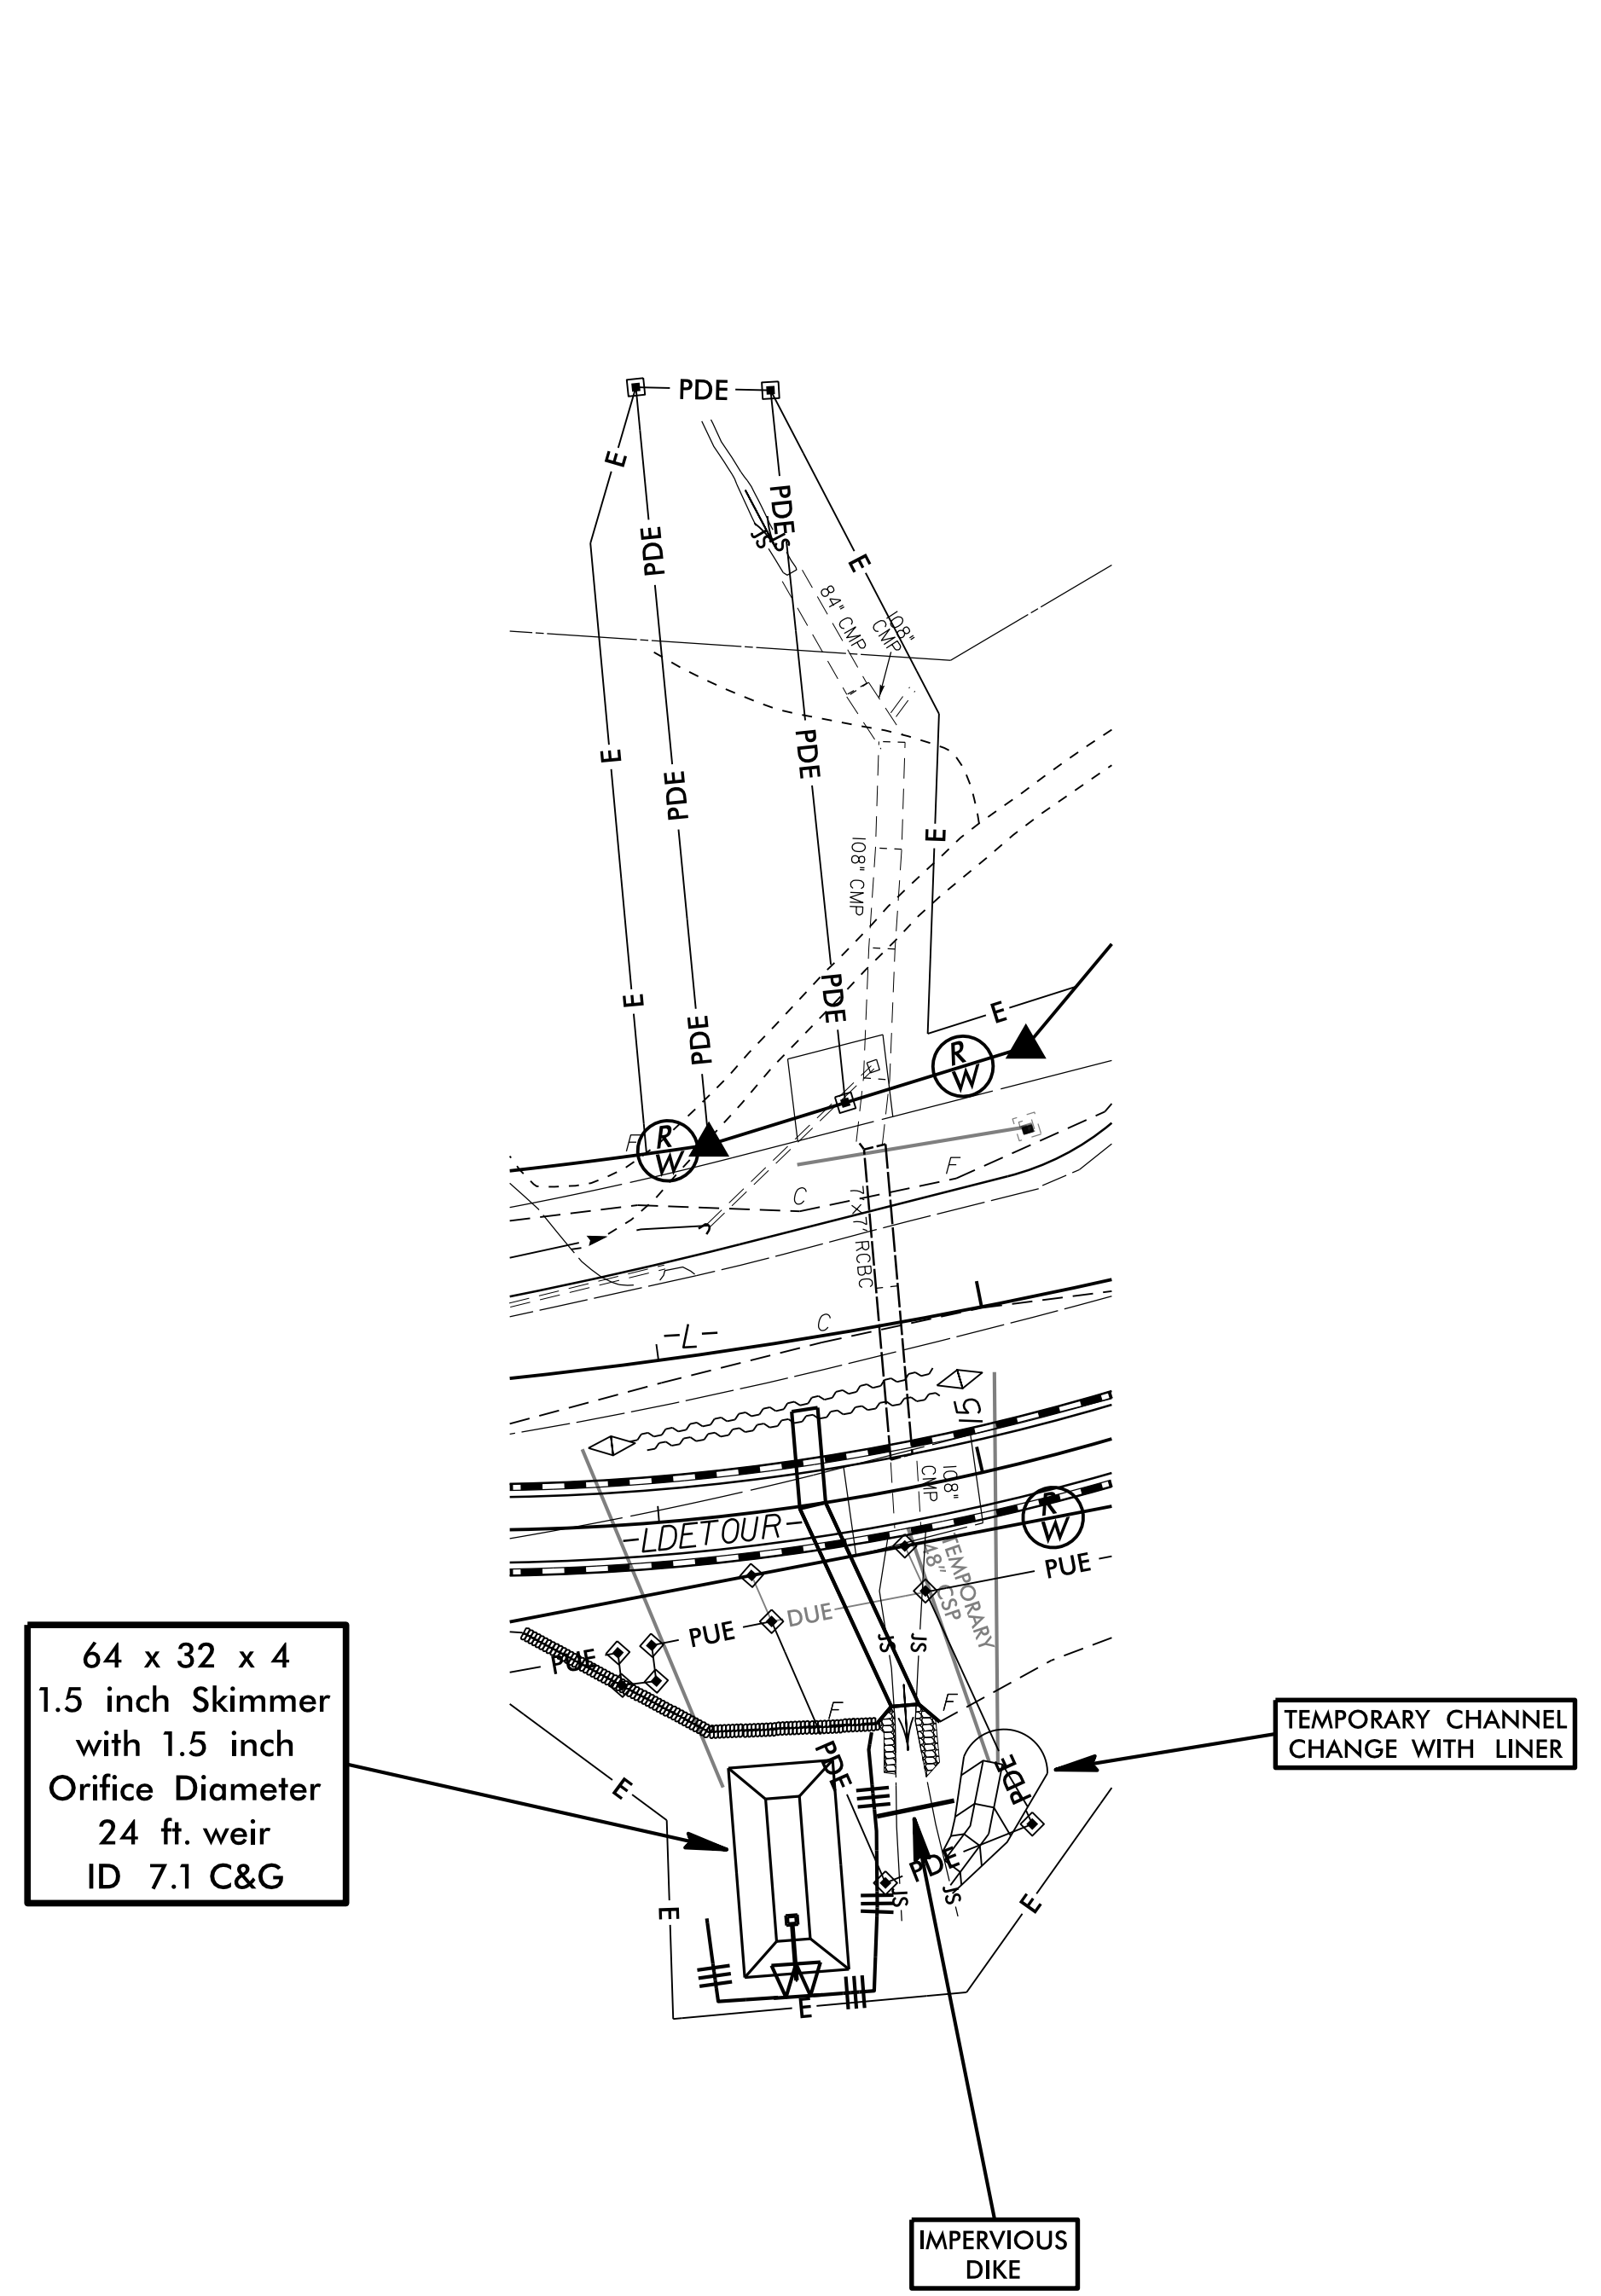 PDE
E
PDE
PDE
JS
JS
E
84" CMP
108"
CMP
E
PDE
PDE
E
108" CMP
E
PDE
PDE
E
R
W
F
R
W
F
C
7'X7' RCBC
C
-L-
15
108"
CMP
R
W
-LDETOUR-
TEMPORARY
48" CSP
PUE
DUE
PUE
PUE
JS
JS
F
F
64 x 32 x 4
1.5 inch Skimmer
with 1.5 inch
Orifice Diameter
24 ft. weir
ID 7.1 C&G
TEMPORARY CHANNEL
CHANGE WITH LINER
PDE
PDE
E
PDE
JS
JS
E
E
E
IMPERVIOUS
DIKE